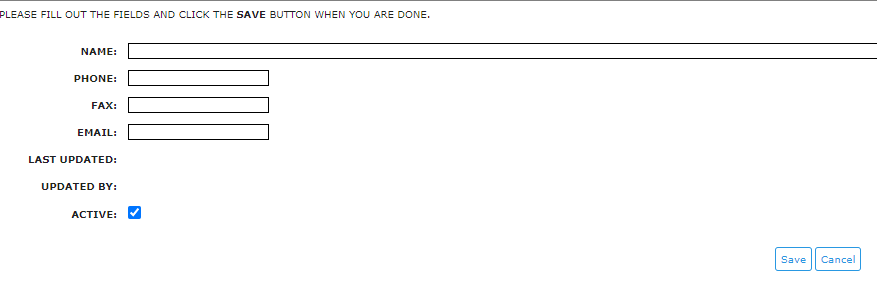 PLEASE FILL OUT THE FIELDS AND CLICK THE SAVE BUTTON WHEN YOU ARE DONE.
NAME:
PHONE:
FAX:
EMAIL:
LAST UPDATED:
UPDATED BY:
ACTIVE:
Save Cancel